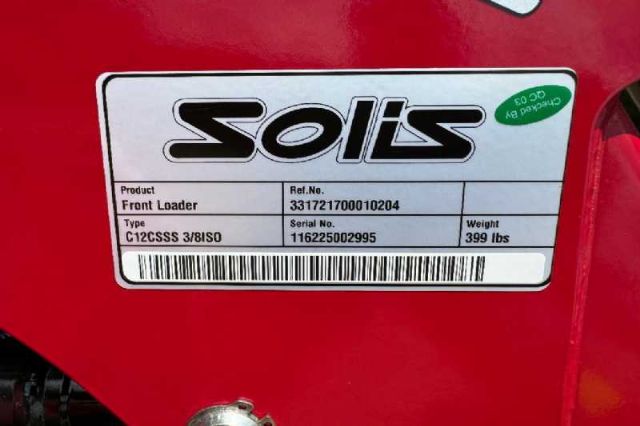 Solis
Checked By
QC 03
Product
Front Loader
Ref.No.
331721700010204
Type
C12CSSS 3/8ISO
Serial No.
116225002995
Weight
399 lbs